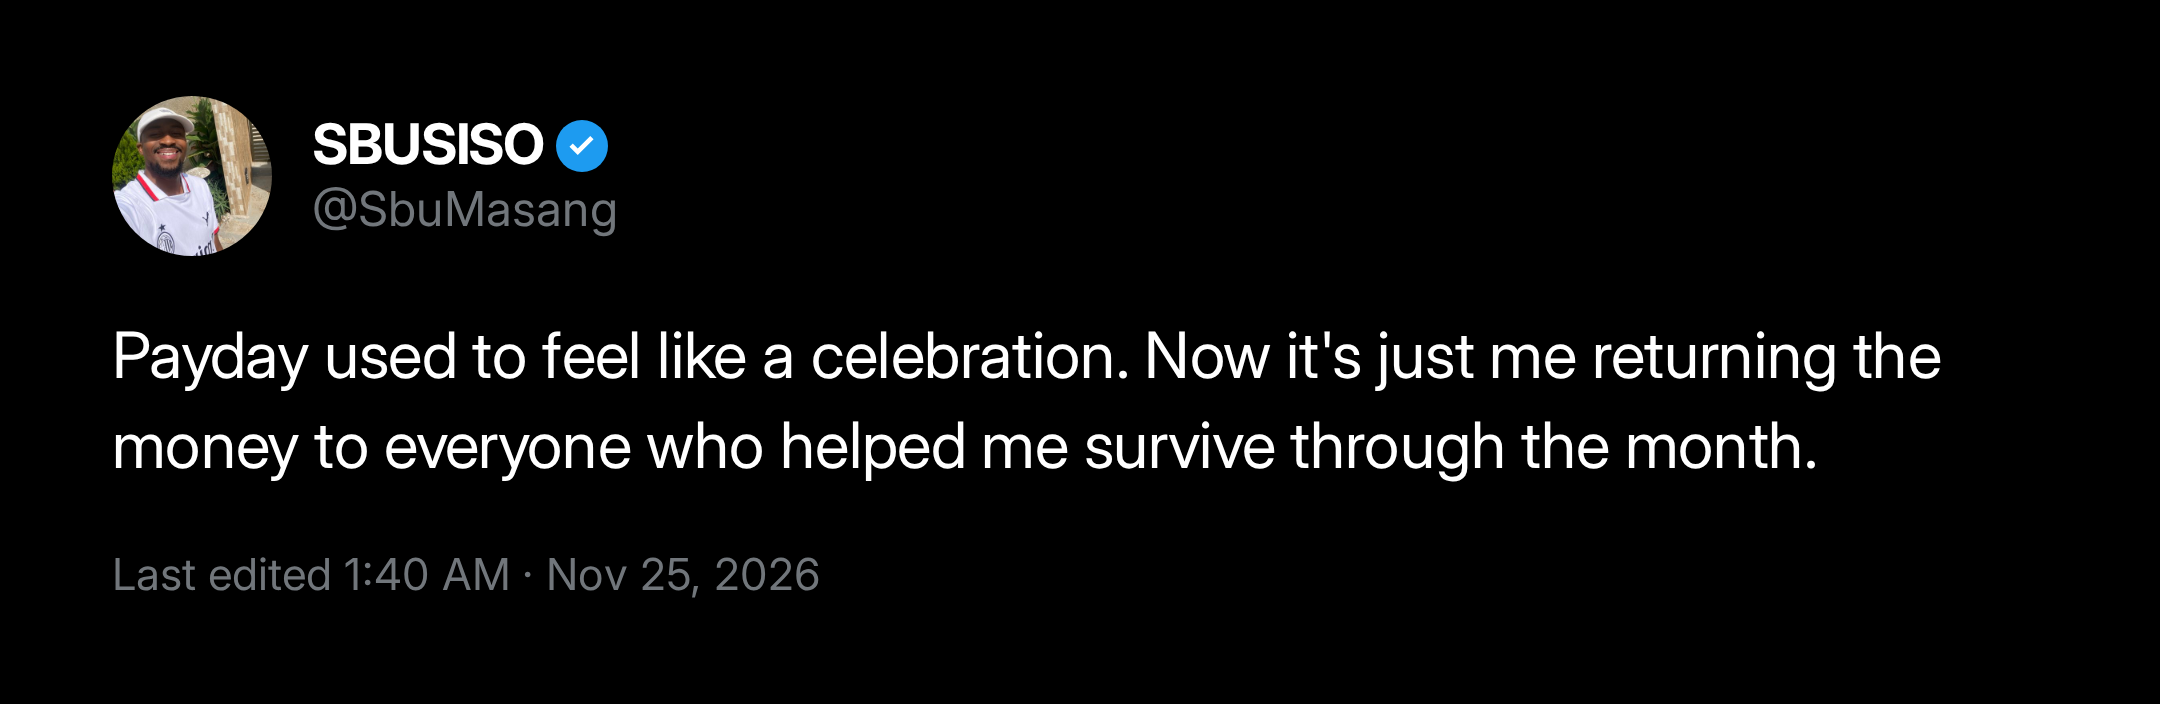 SBUSISO
@SbuMasang
Payday used to feel like a celebration. Now it's just me returning the
money to everyone who helped me survive through the month.
Last edited 1:40 AM · Nov 25, 2026